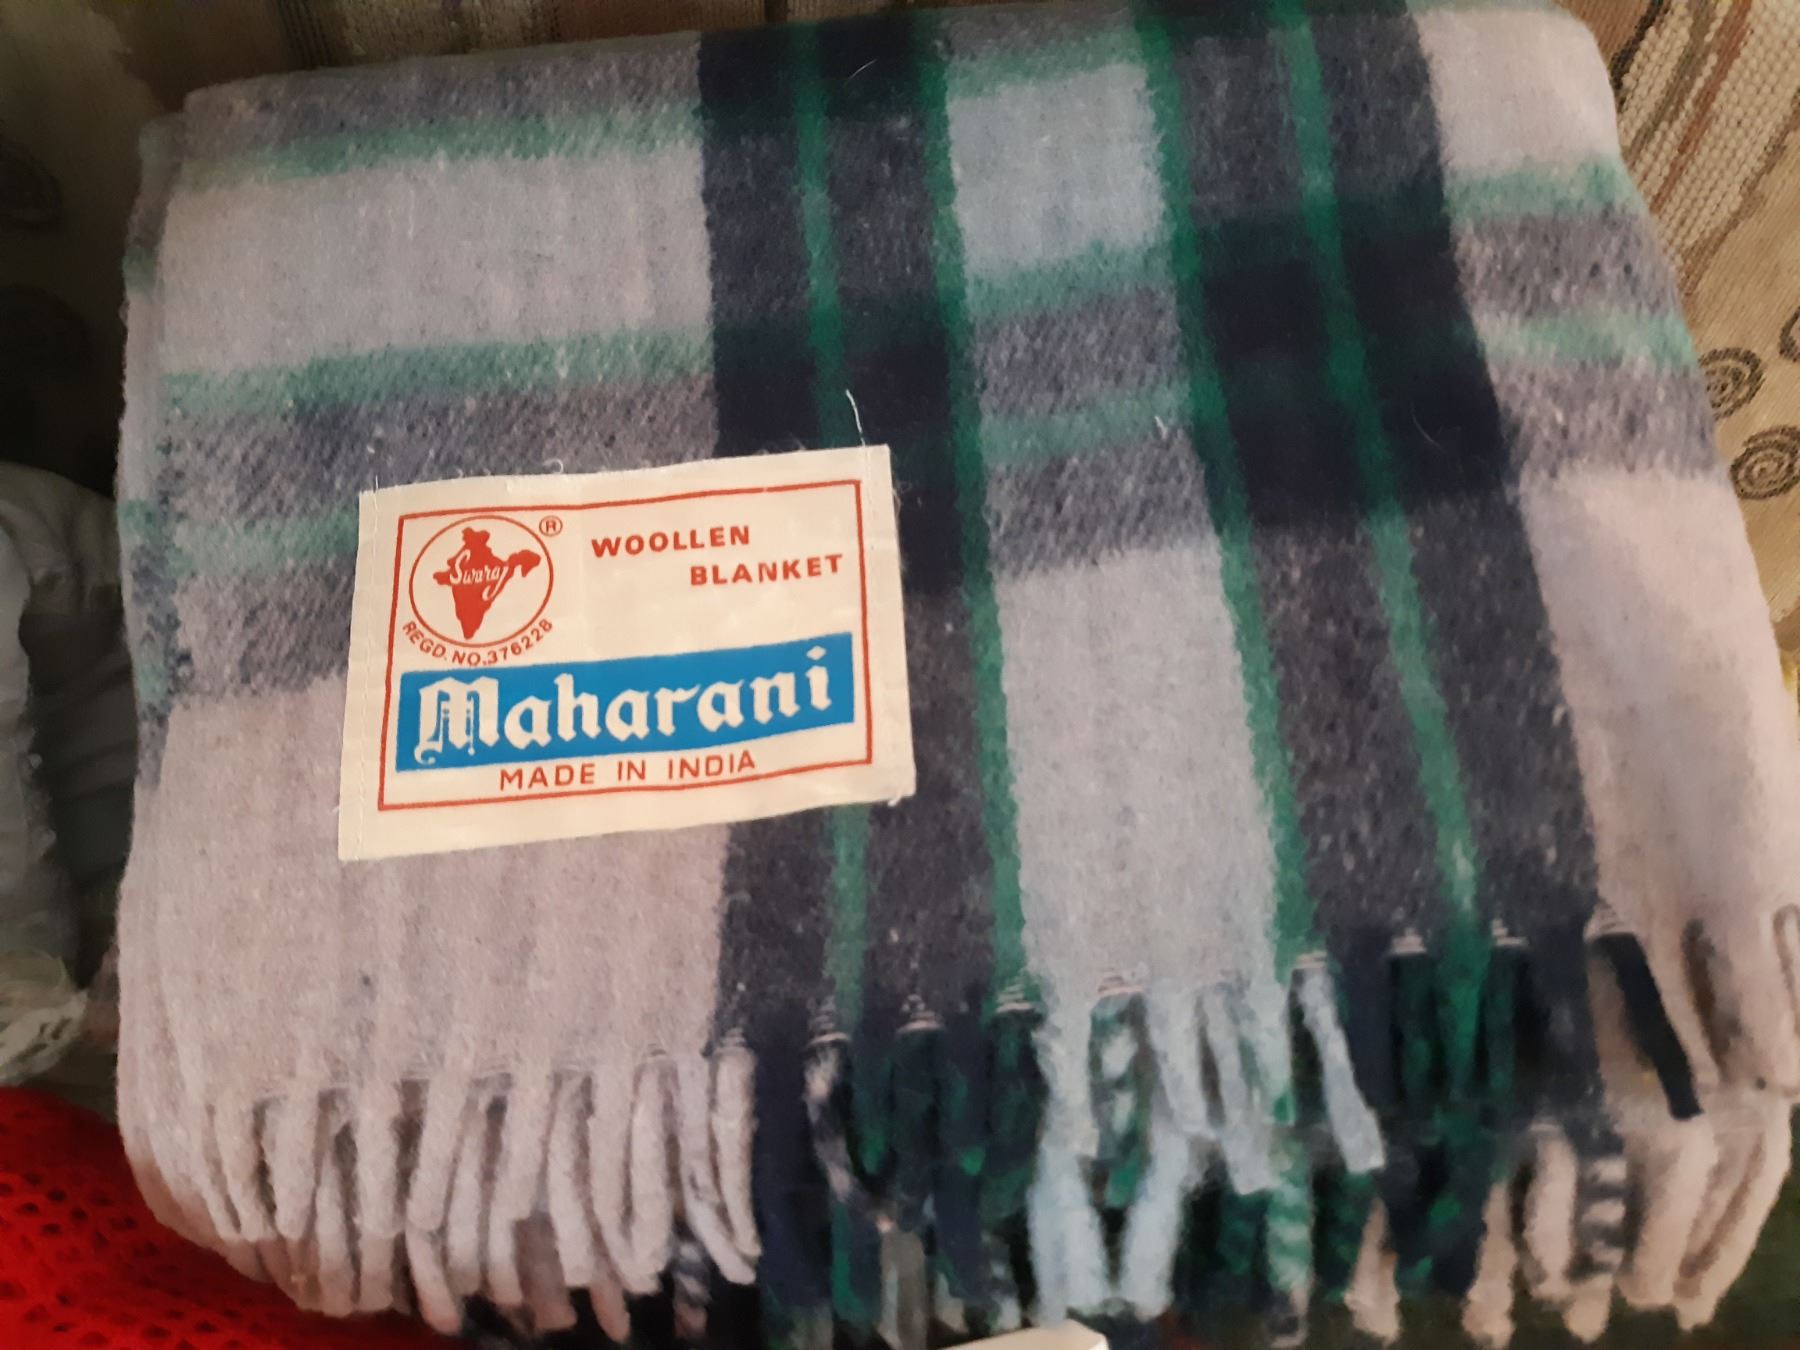 Swaraj
®
REGD. NO. 376228
WOOLLEN
BLANKET
Maharani
MADE IN INDIA